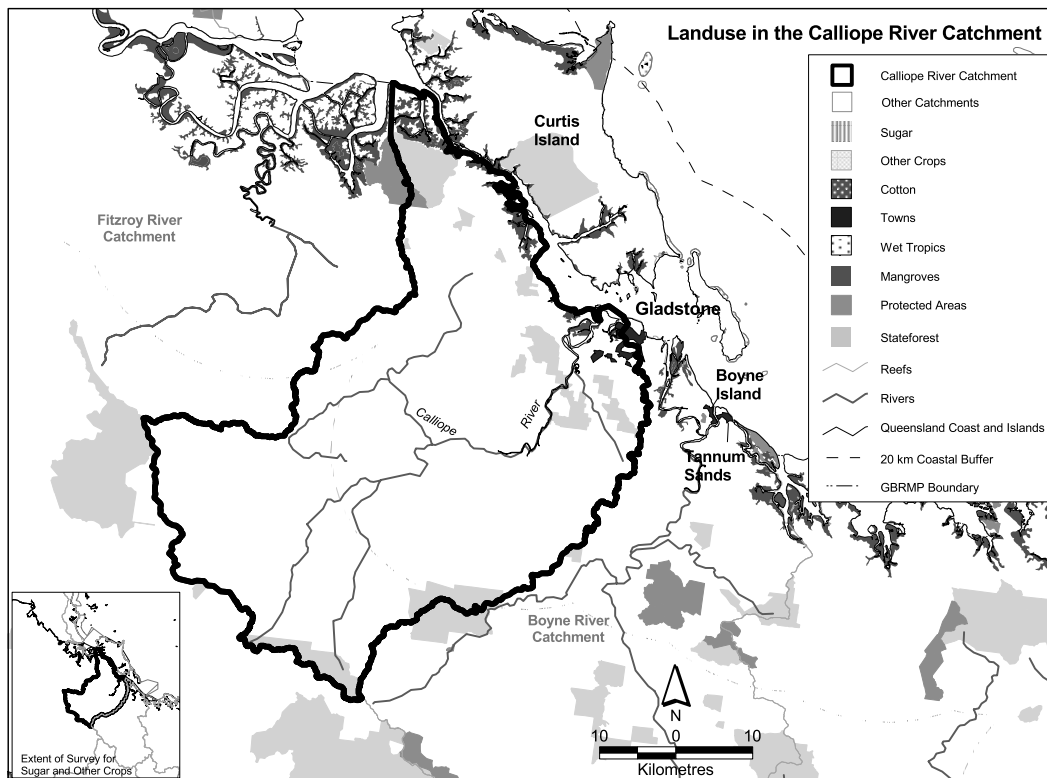 Landuse in the Calliope River Catchment
Calliope River Catchment
Other Catchments
Sugar
Other Crops
Cotton
Towns
Wet Tropics
Mangroves
Protected Areas
Stateforest
Reefs
Rivers
Queensland Coast and Islands
20 km Coastal Buffer
GBRMP Boundary
Curtis
Island
Fitzroy River
Catchment
Gladstone
Boyne
Island
Calliope
River
Tannum
Sands
Boyne River
Catchment
N
10 0 10
Kilometres
Extent of Survey for
Sugar and Other Crops